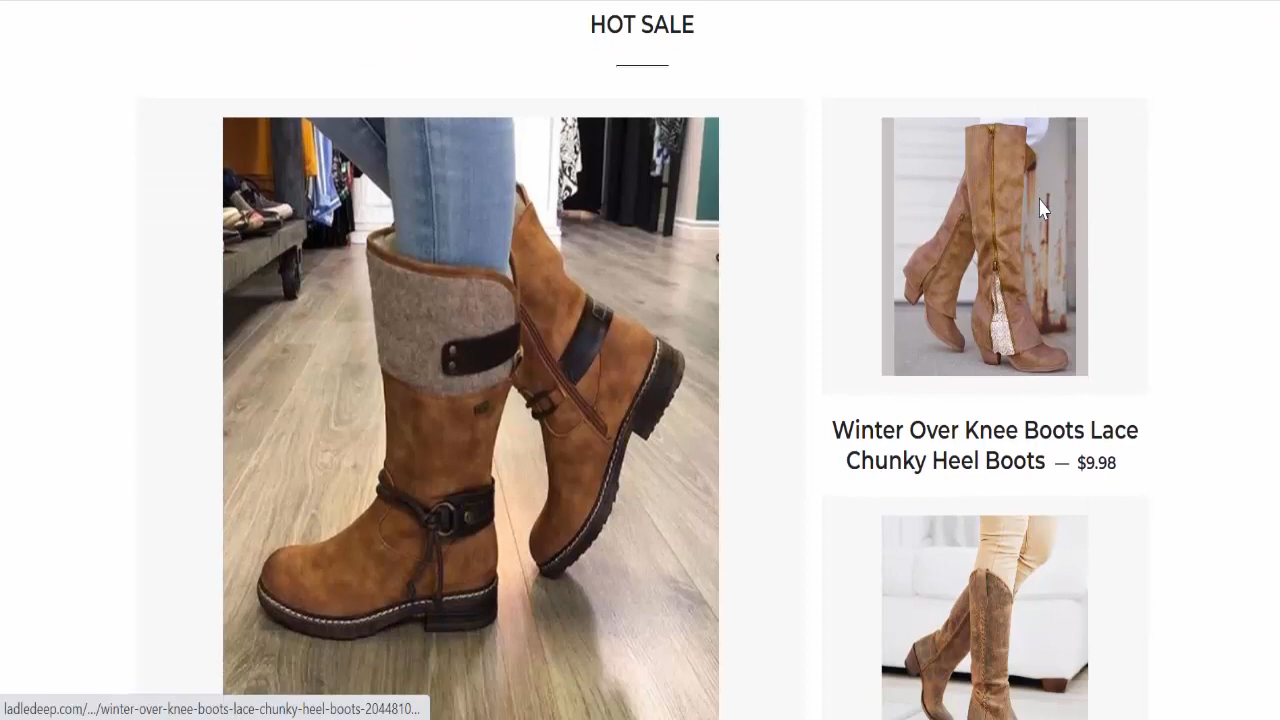 HOT SALE
Winter Over Knee Boots Lace
Chunky Heel Boots — $9.98
ladledeep.com/.../winter-over-knee-boots-lace-chunky-heel-boots-2044810...